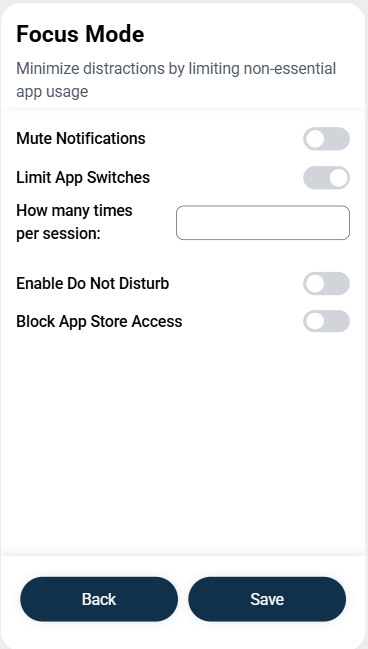 Focus Mode
Minimize distractions by limiting non-essential
app usage
Mute Notifications
Limit App Switches
How many times
per session:
Enable Do Not Disturb
Block App Store Access
Back
Save